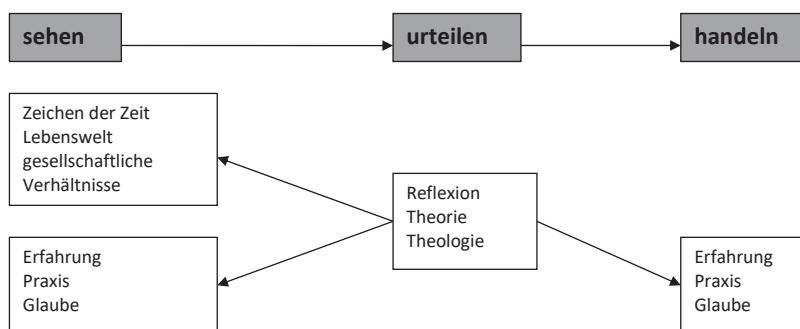 sehen
urteilen
handeln
Zeichen der Zeit
Lebenswelt
gesellschaftliche
Verhältnisse
Reflexion
Theorie
Theologie
Erfahrung
Praxis
Glaube
Erfahrung
Praxis
Glaube